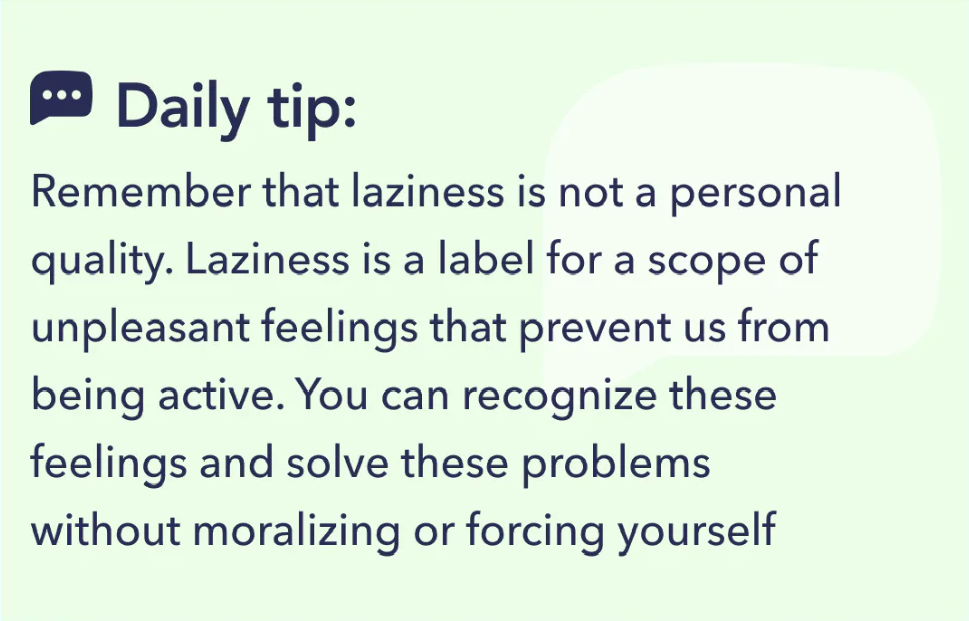 Daily tip:
Remember that laziness is not a personal
quality. Laziness is a label for a scope of
unpleasant feelings that prevent us from
being active. You can recognize these
feelings and solve these problems
without moralizing or forcing yourself